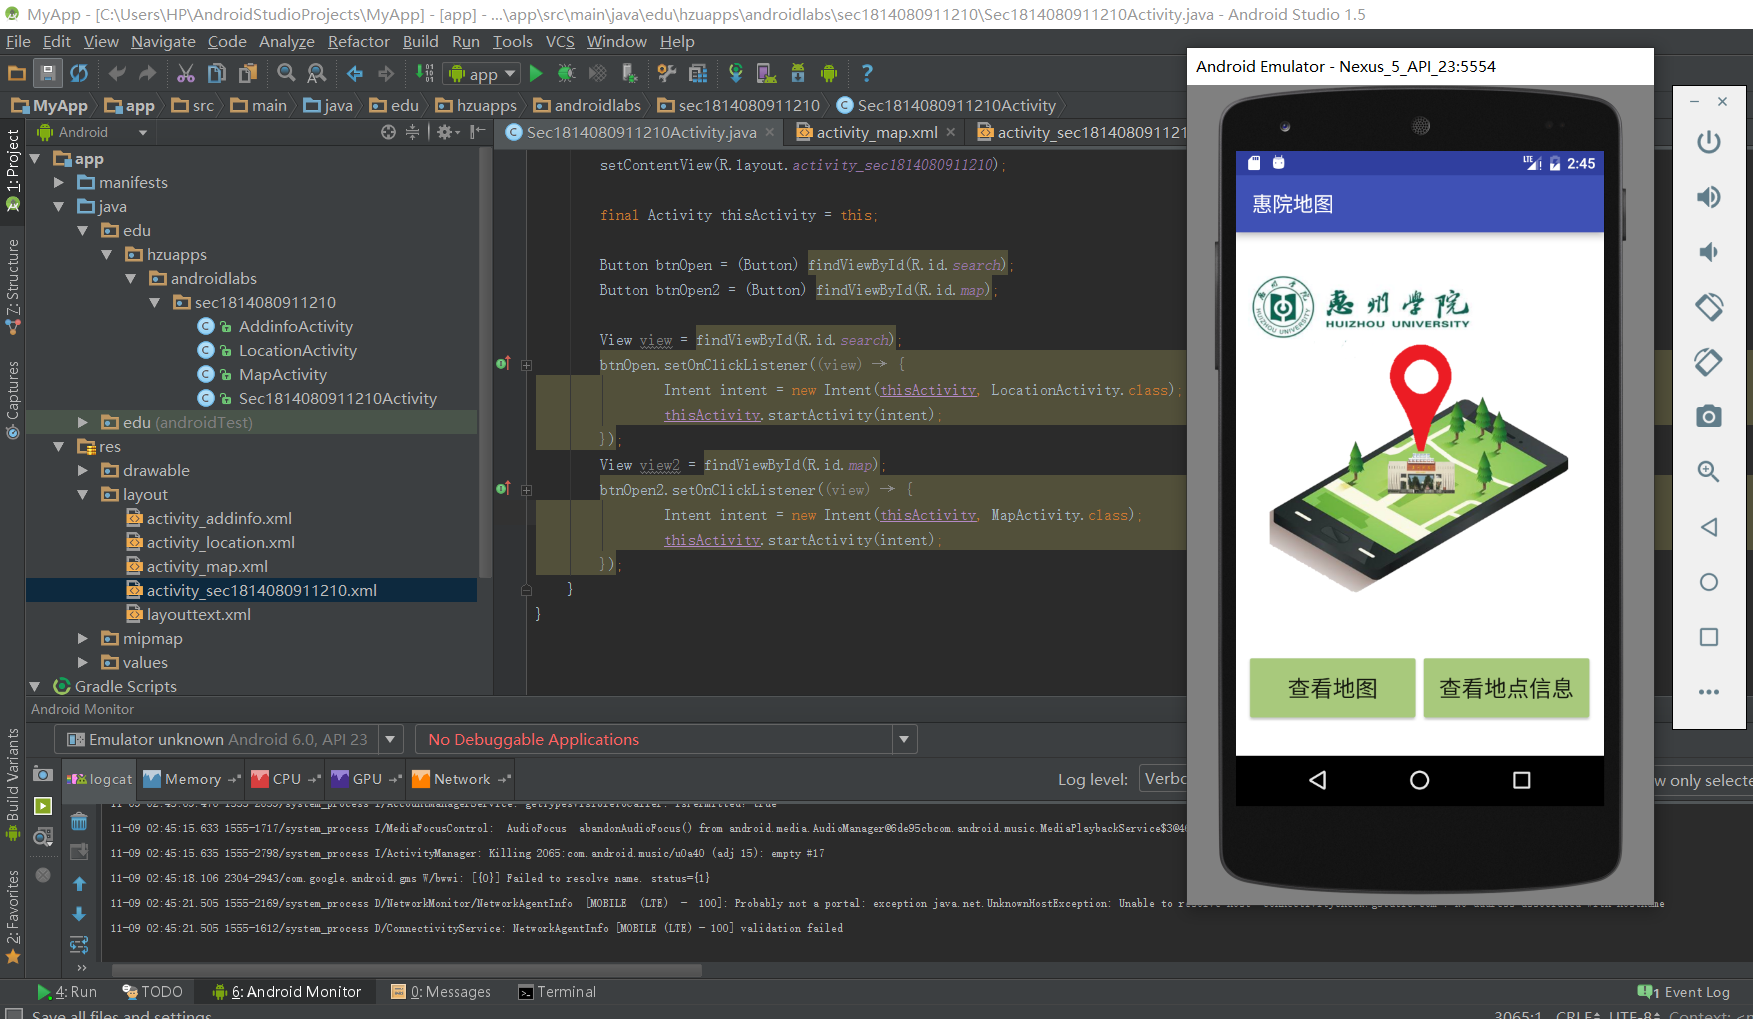 MyApp - [C:\Users\HP\AndroidStudioProjects\MyApp] - [app] - ...\app\src\main\java\edu\hzuapps\androidlabs\sec1814080911210\Sec1814080911210Activity.java - Android Studio 1.5
File Edit View Navigate Code Analyze Refactor Build Run Tools VCS Window Help
app
MyApp app src main java edu hzuapps androidlabs sec1814080911210 Sec1814080911210Activity
Android
Sec1814080911210Activity.java activity_map.xml activity_sec181408091121
1: Project
Z: Structure
Captures
Build Variants
2: Favorites
app
manifests
java
edu
hzuapps
androidlabs
sec1814080911210
AddinfoActivity
LocationActivity
MapActivity
Sec1814080911210Activity
edu (androidTest)
res
drawable
layout
activity_addinfo.xml
activity_location.xml
activity_map.xml
activity_sec1814080911210.xml
layouttext.xml
mipmap
values
Gradle Scripts
setContentView(R.layout.activity_sec1814080911210);
final Activity thisActivity = this;
Button btnOpen = (Button) findViewById(R.id.search);
Button btnOpen2 = (Button) findViewById(R.id.map);
View view = findViewById(R.id.search);
btnOpen.setOnClickListener((view) → {
Intent intent = new Intent(thisActivity, LocationActivity.class);
thisActivity.startActivity(intent);
});
View view2 = findViewById(R.id.map);
btnOpen2.setOnClickListener((view) → {
Intent intent = new Intent(thisActivity, MapActivity.class);
thisActivity.startActivity(intent);
});
}
}
Android Emulator - Nexus_5_API_23:5554
LTE 2:45
惠院地图
惠州学院
HUIZHOU UNIVERSITY
查看地图 查看地点信息
Android Monitor
Emulator unknown Android 6.0, API 23 No Debuggable Applications
logcat Memory CPU GPU Network Log level: Verbo w only selecte
11-09 02:45:15.633 1555-1717/system_process I/MediaFocusControl: AudioFocus abandonAudioFocus() from android.media.AudioManager@6de95cbcom.android.music.MediaPlaybackService$3@4
11-09 02:45:15.635 1555-2798/system_process I/ActivityManager: Killing 2065:com.android.music/u0a40 (adj 15): empty #17
11-09 02:45:18.106 2304-2943/com.google.android.gms W/bwwi: [{0}] Failed to resolve name. status={1}
11-09 02:45:21.505 1555-2169/system_process D/NetworkMonitor/NetworkAgentInfo [MOBILE (LTE) - 100]: Probably not a portal: exception java.net.UnknownHostException: Unable to
11-09 02:45:21.505 1555-1612/system_process D/ConnectivityService: NetworkAgentInfo [MOBILE (LTE) - 100] validation failed
4: Run TODO 6: Android Monitor 0: Messages Terminal 1 Event Log
Save all files and settings 3065:1 CRLF UTF-8 Context: